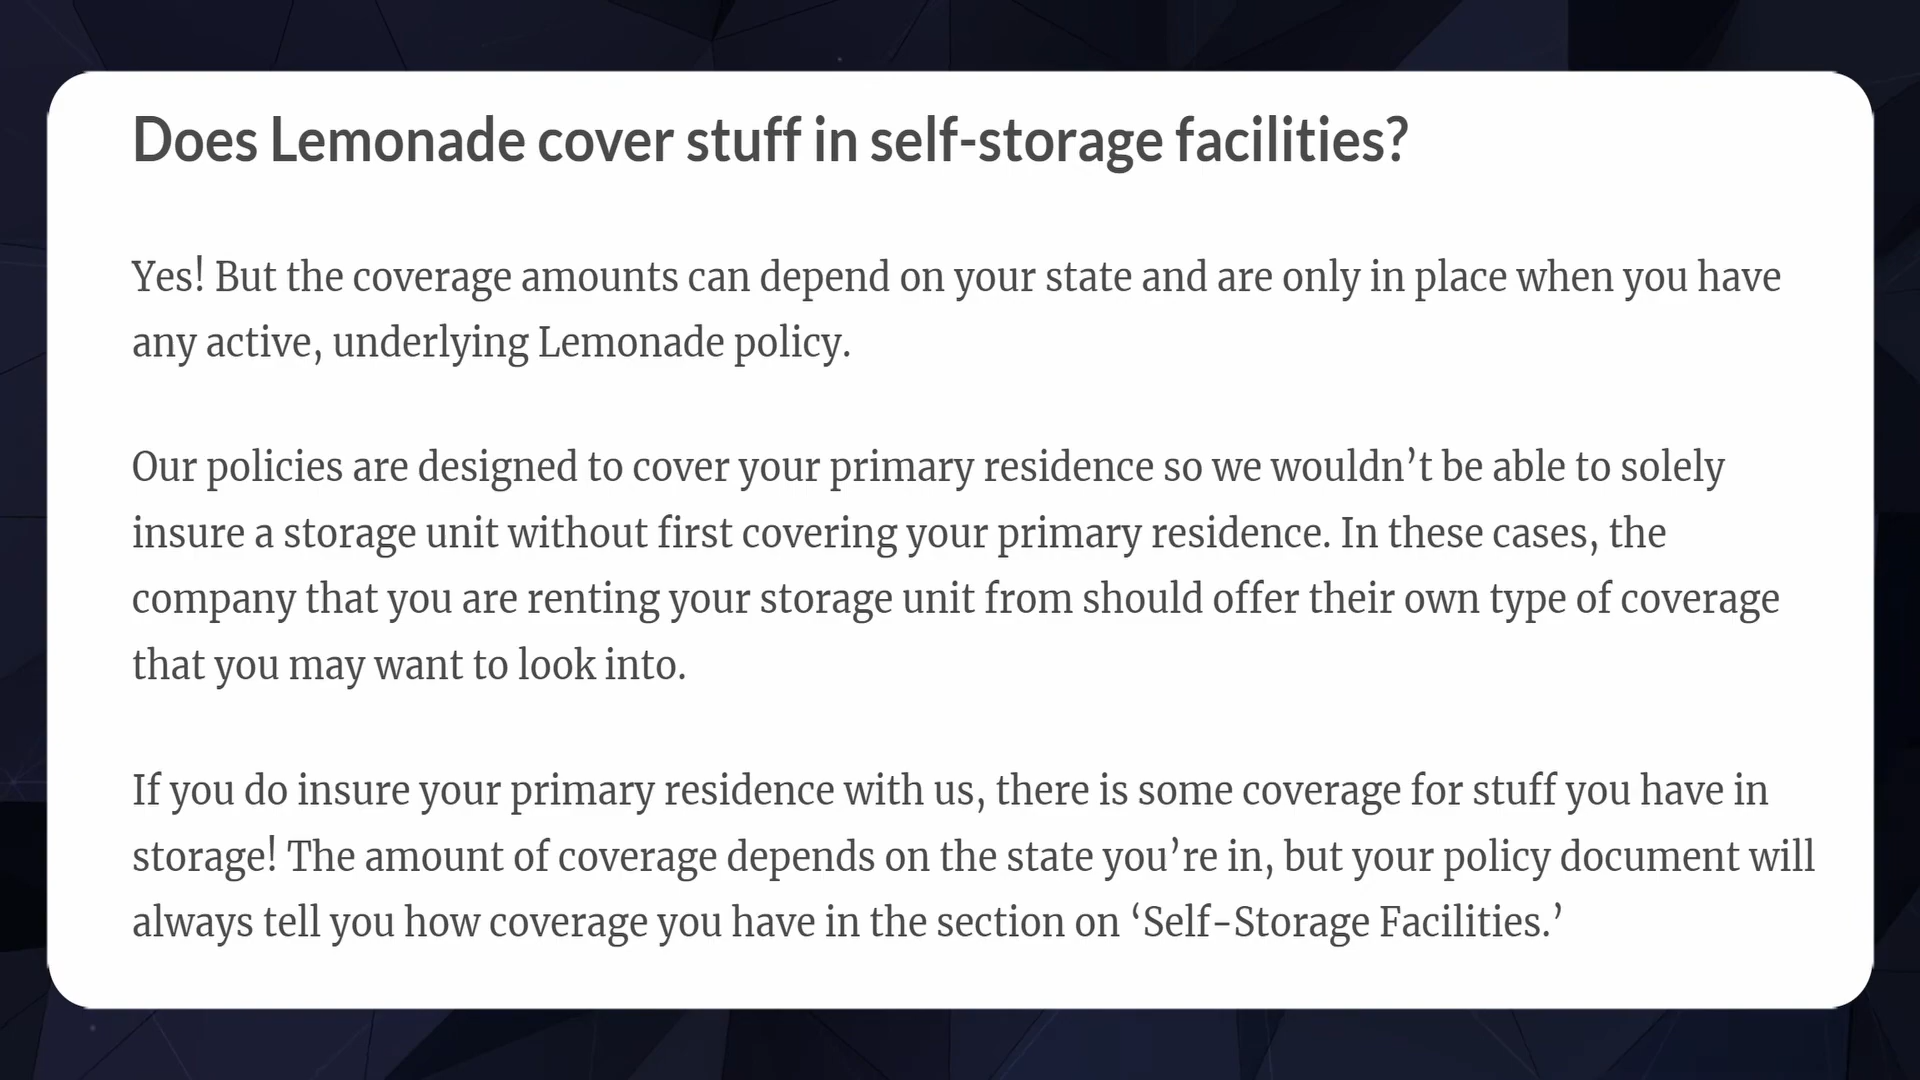 Does Lemonade cover stuff in self-storage facilities?
Yes! But the coverage amounts can depend on your state and are only in place when you have
any active, underlying Lemonade policy.
Our policies are designed to cover your primary residence so we wouldn’t be able to solely
insure a storage unit without first covering your primary residence. In these cases, the
company that you are renting your storage unit from should offer their own type of coverage
that you may want to look into.
If you do insure your primary residence with us, there is some coverage for stuff you have in
storage! The amount of coverage depends on the state you’re in, but your policy document will
always tell you how coverage you have in the section on ‘Self-Storage Facilities.’